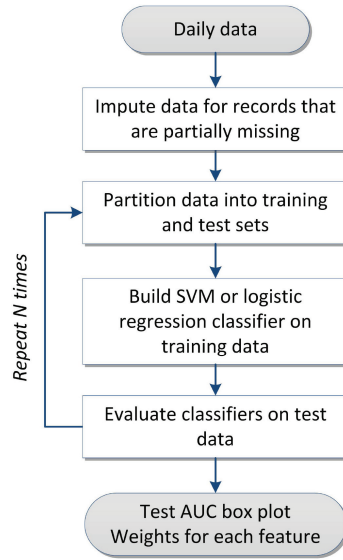 Daily data
Impute data for records that
are partially missing
Partition data into training
and test sets
Repeat N times
Build SVM or logistic
regression classifier on
training data
Evaluate classifiers on test
data
Test AUC box plot
Weights for each feature